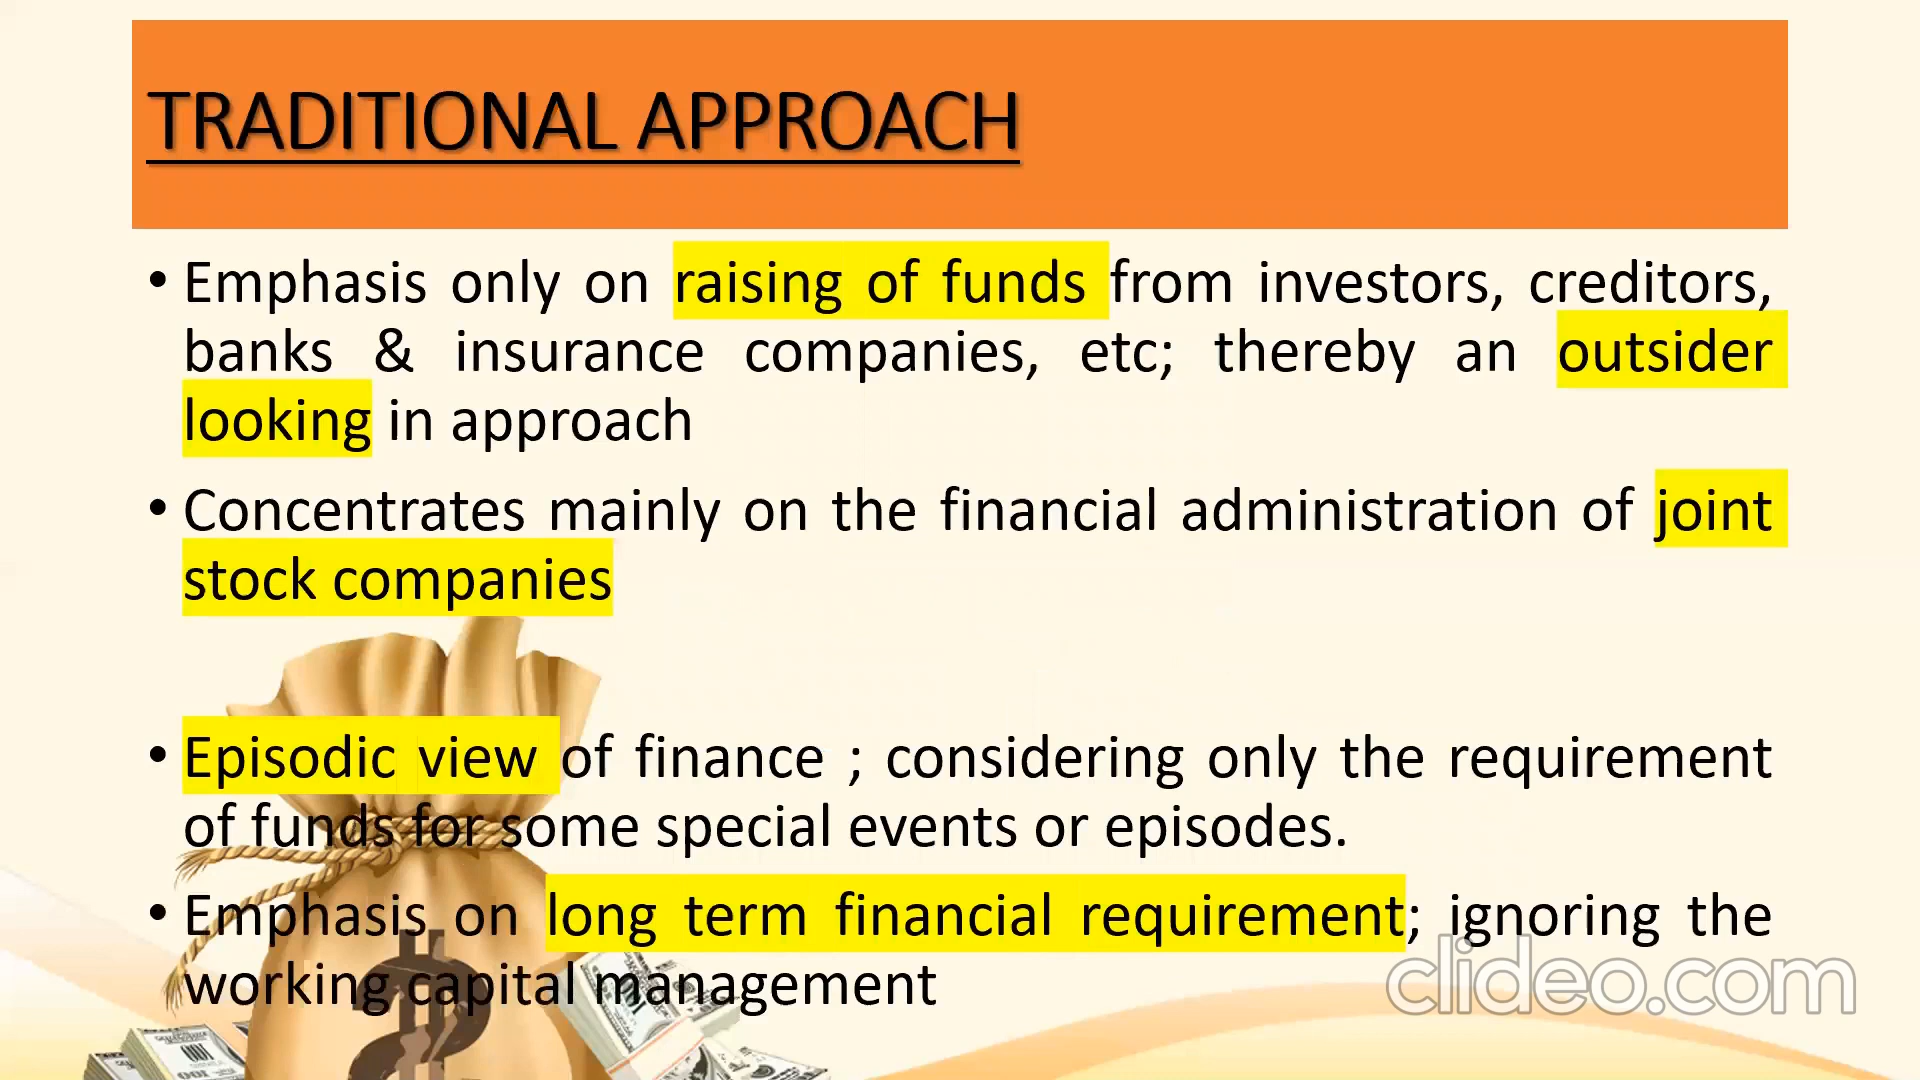 TRADITIONAL APPROACH
• Emphasis only on raising of funds from investors, creditors,
banks & insurance companies, etc; thereby an outsider
looking in approach
• Concentrates mainly on the financial administration of joint
stock companies
• Episodic view of finance ; considering only the requirement
of funds for some special events or episodes.
• Emphasis on long term financial requirement; ignoring the
working capital management
clideo.com